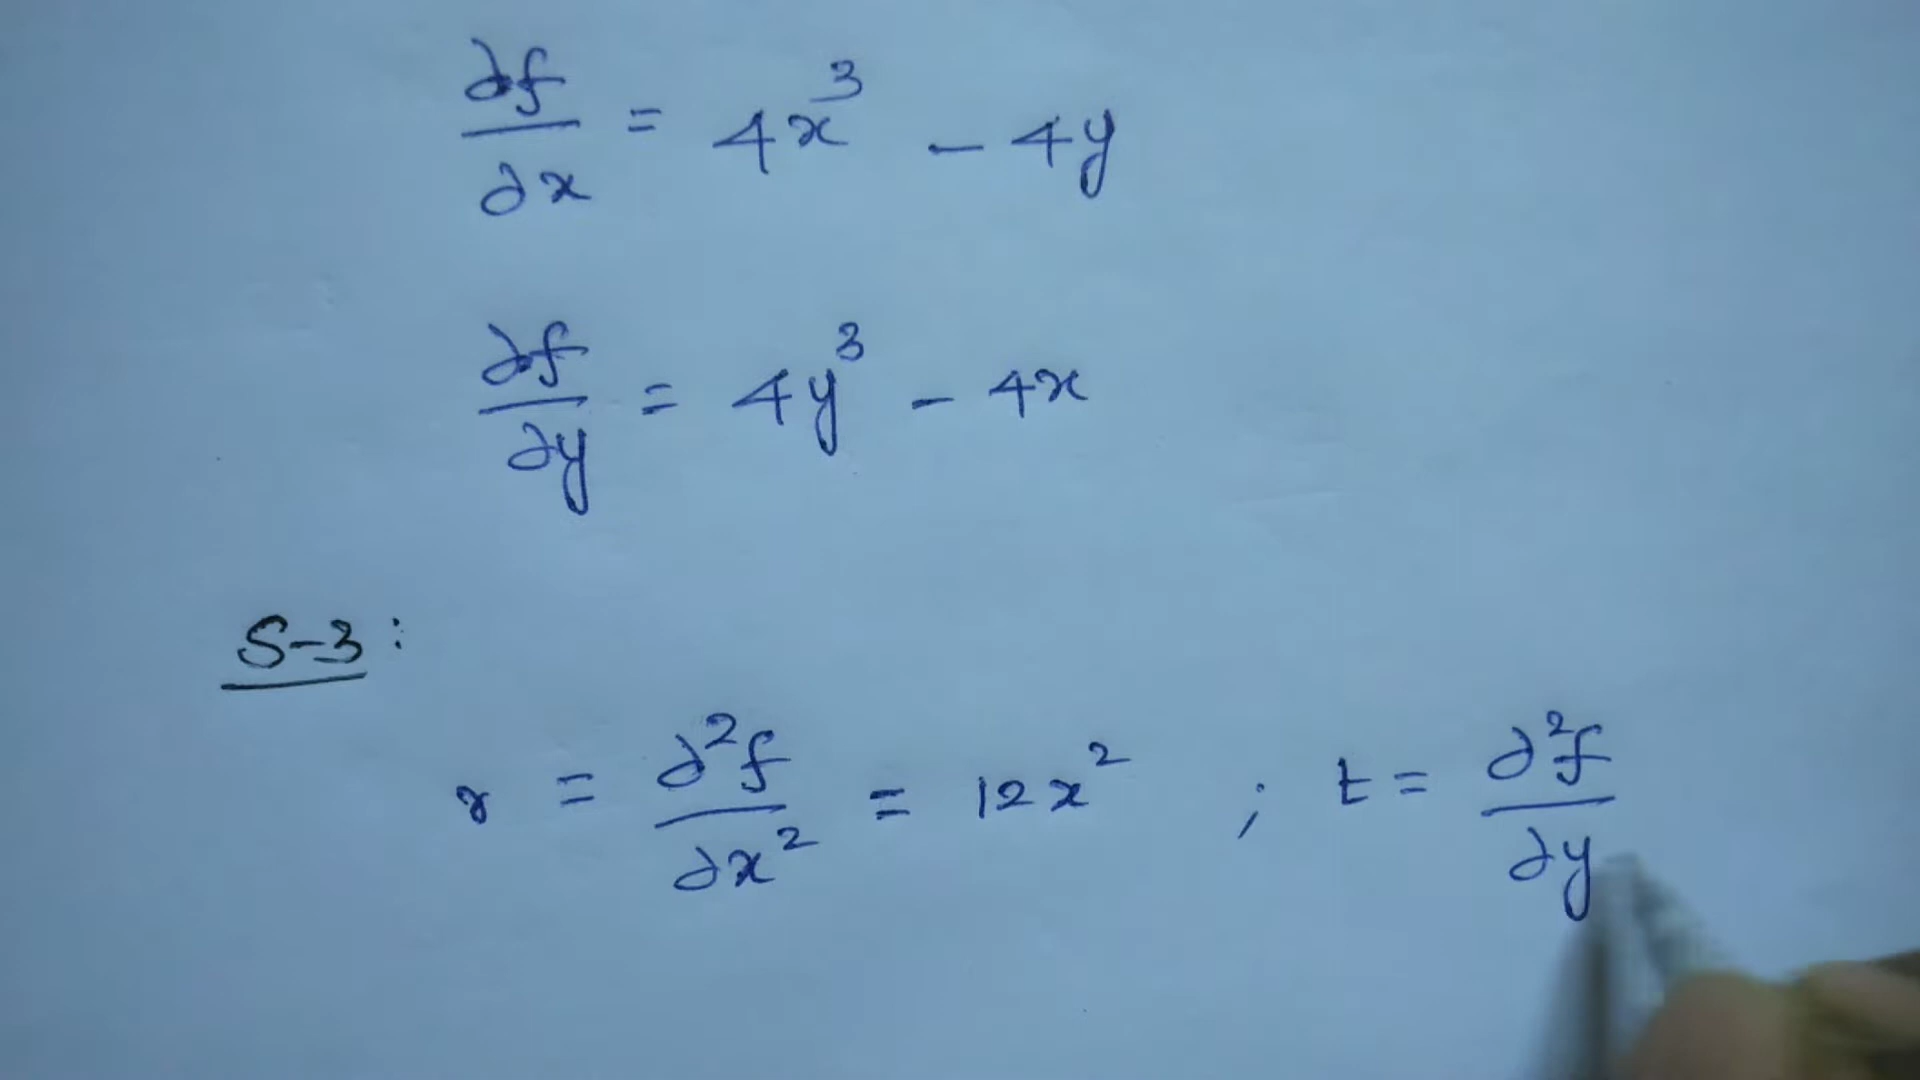 ∂f/∂x = 4x³ - 4y
∂f/∂y = 4y³ - 4x
S-3 :
r = ∂²f/∂x² = 12x² ; t = ∂²f/∂y